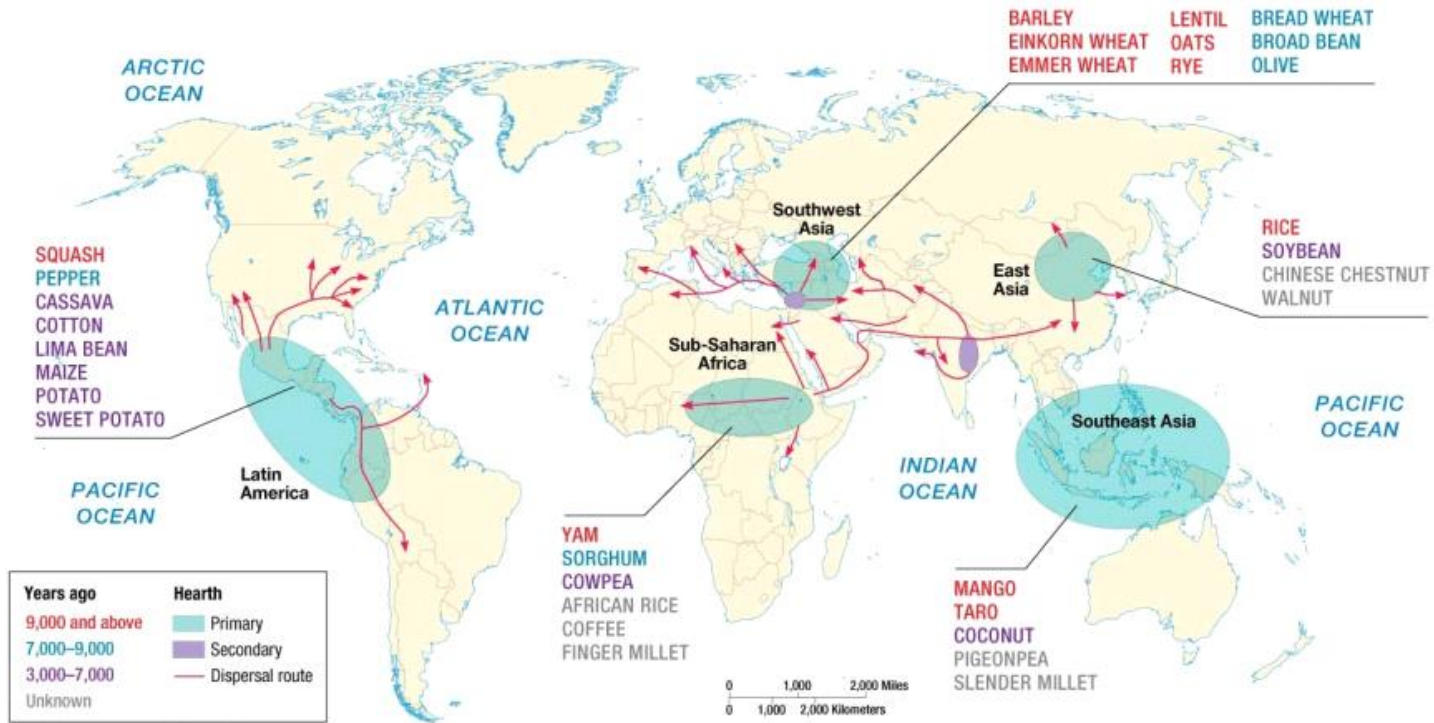 BARLEY LENTIL BREAD WHEAT
EINKORN WHEAT OATS BROAD BEAN
EMMER WHEAT RYE OLIVE
ARCTIC
OCEAN
Southwest
Asia
East
Asia
RICE
SOYBEAN
CHINESE CHESTNUT
WALNUT
SQUASH
PEPPER
CASSAVA
COTTON
LIMA BEAN
MAIZE
POTATO
SWEET POTATO
ATLANTIC
OCEAN
Sub-Saharan
Africa
Southeast Asia
PACIFIC
OCEAN
Latin
America
PACIFIC
OCEAN
INDIAN
OCEAN
YAM
SORGHUM
COWPEA
AFRICAN RICE
COFFEE
FINGER MILLET
MANGO
TARO
COCONUT
PIGEONPEA
SLENDER MILLET
Years ago Hearth
9,000 and above Primary
7,000–9,000 Secondary
3,000–7,000 Dispersal route
Unknown
0 1,000 2,000 Miles
0 1,000 2,000 Kilometers